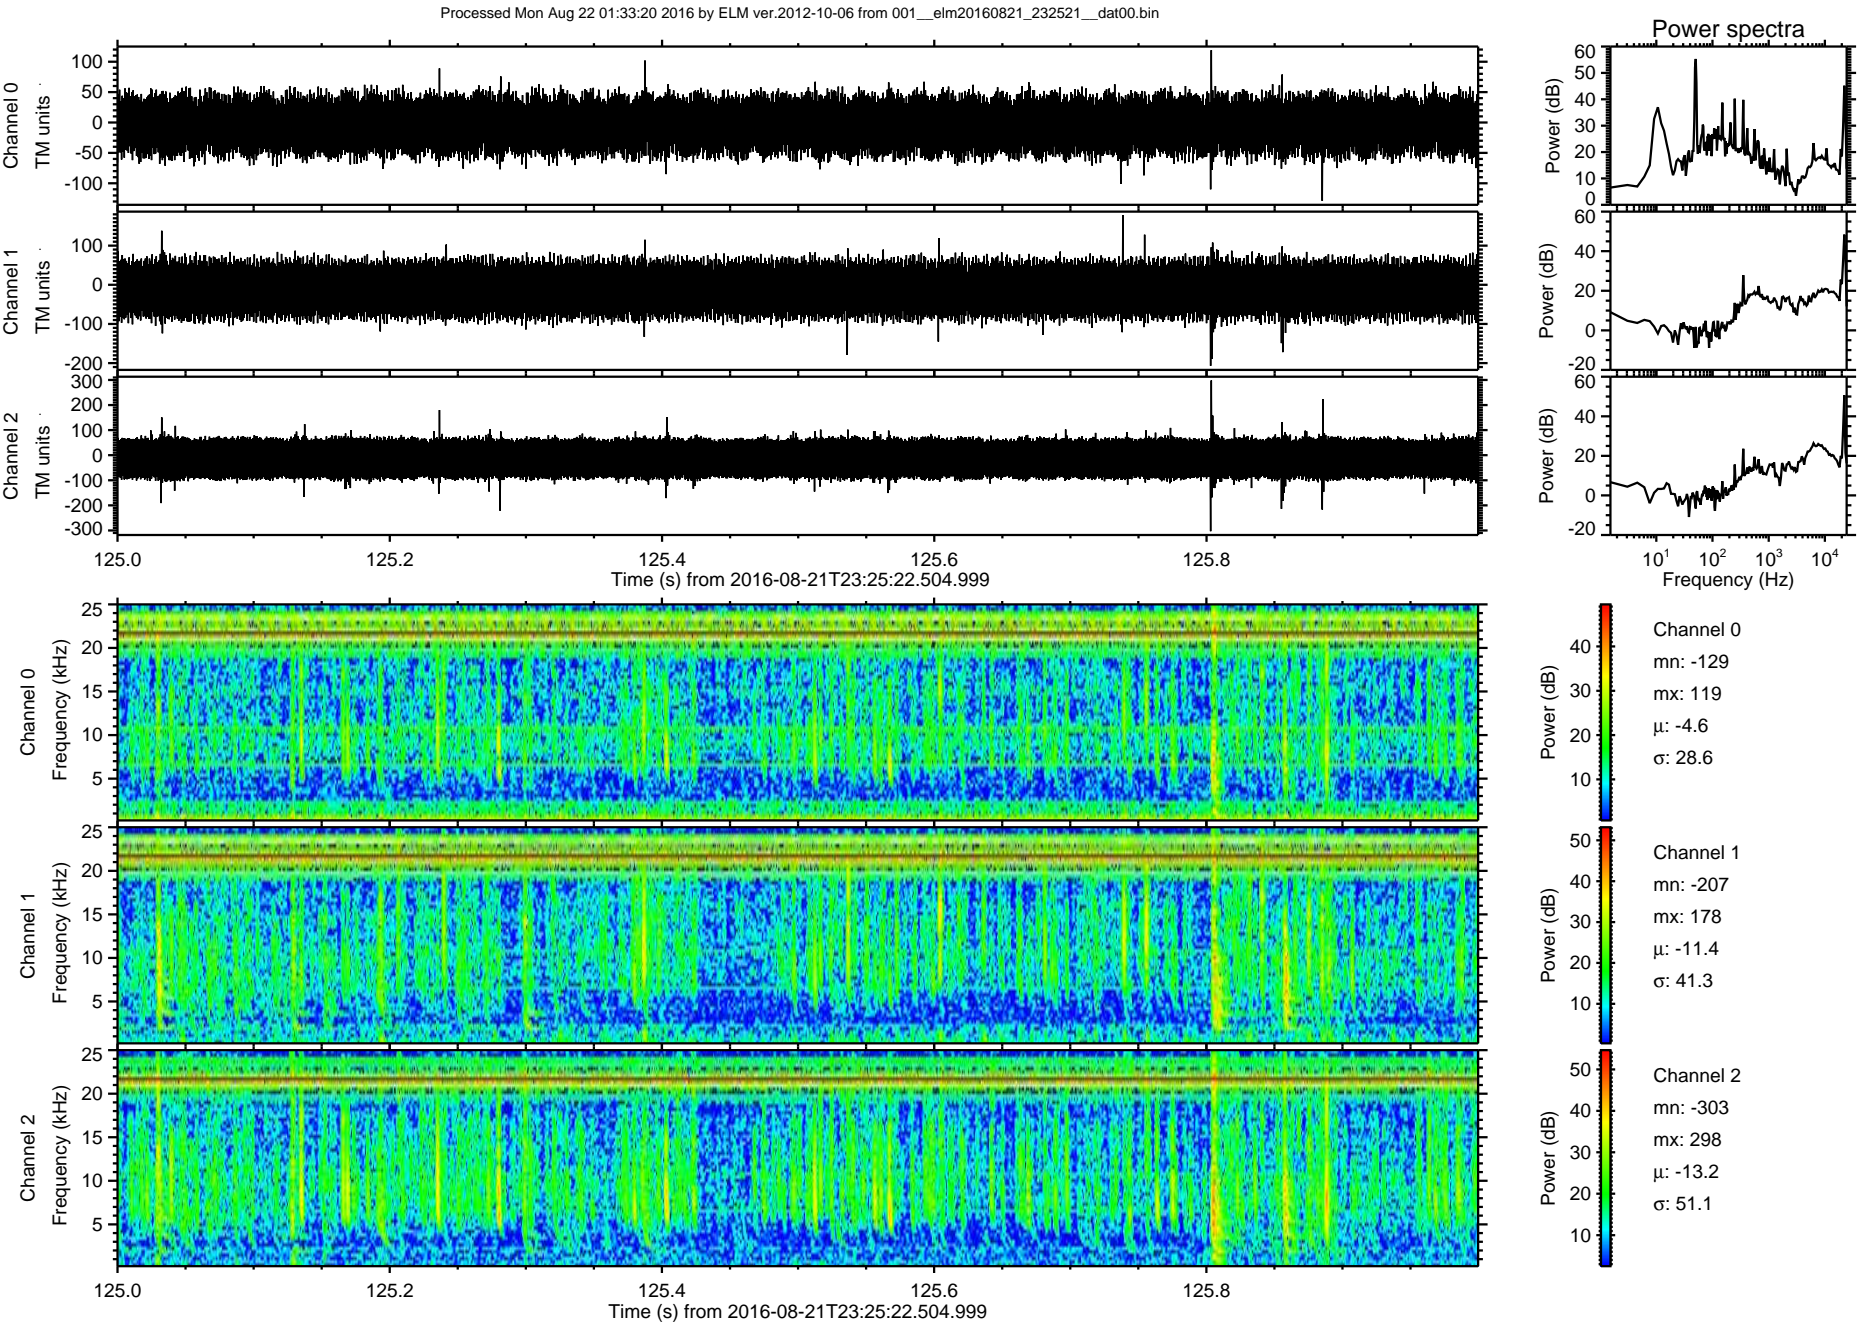 Processed Mon Aug 22 01:33:20 2016 by ELM ver.2012-10-06 from 001__elm20160821_232521__dat00.bin
Power spectra
Channel 0
TM units
100
50
0
-50
-100
Power (dB)
60
50
40
30
20
10
0
Channel 1
TM units
100
0
-100
-200
Power (dB)
60
40
20
0
-20
Channel 2
TM units
300
200
100
0
-100
-200
-300
Power (dB)
60
40
20
0
-20
125.0 125.2 125.4 125.6 125.8
Time (s) from 2016-08-21T23:25:22.504.999
10^1 10^2 10^3 10^4
Frequency (Hz)
Channel 0
Frequency (kHz)
25
20
15
10
5
Power (dB)
40
30
20
10
Channel 0
mn: -129
mx: 119
μ: -4.6
σ: 28.6
Channel 1
Frequency (kHz)
25
20
15
10
5
Power (dB)
50
40
30
20
10
Channel 1
mn: -207
mx: 178
μ: -11.4
σ: 41.3
Channel 2
Frequency (kHz)
25
20
15
10
5
Power (dB)
50
40
30
20
10
Channel 2
mn: -303
mx: 298
μ: -13.2
σ: 51.1
125.0 125.2 125.4 125.6 125.8
Time (s) from 2016-08-21T23:25:22.504.999